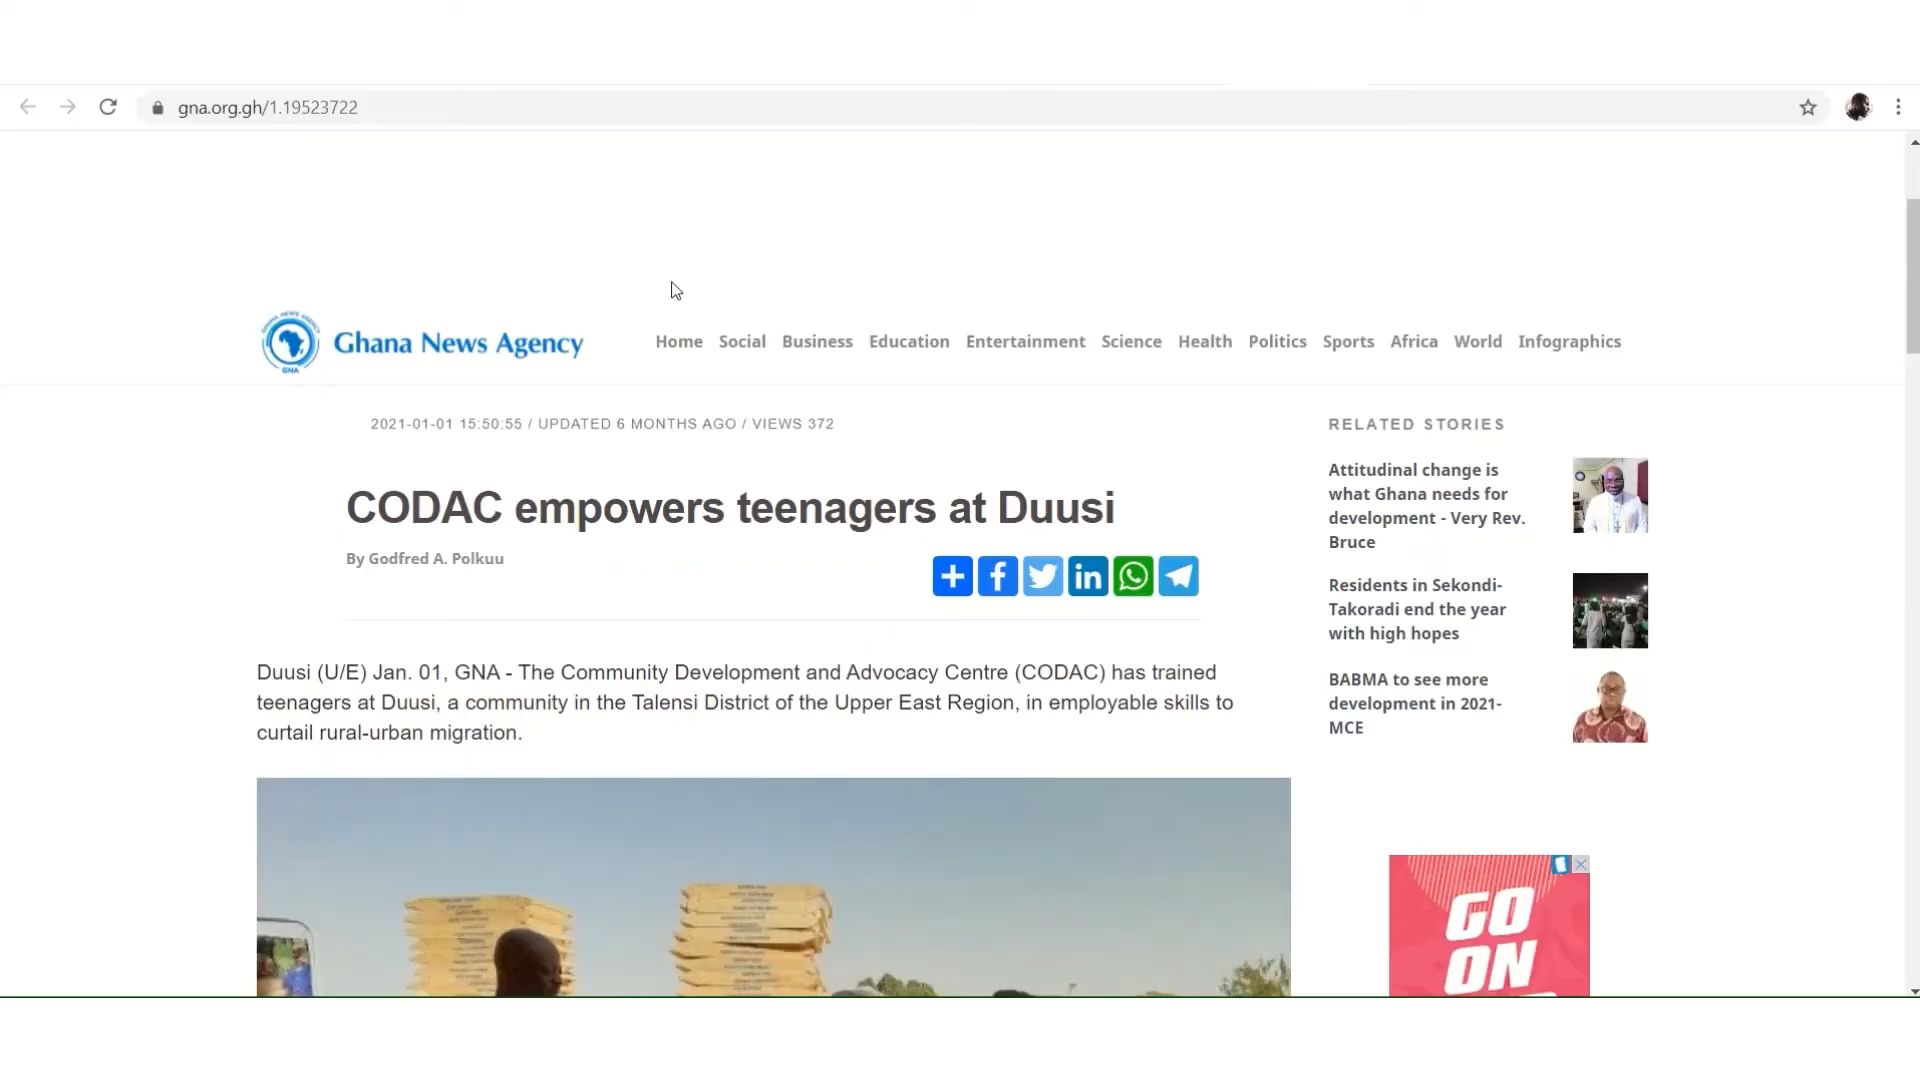 gna.org.gh/1.19523722
GHANA NEWS AGENCY
GNA
Ghana News Agency
Home Social Business Education Entertainment Science Health Politics Sports Africa World Infographics
2021-01-01 15:50:55 / UPDATED 6 MONTHS AGO / VIEWS 372
CODAC empowers teenagers at Duusi
By Godfred A. Polkuu
Duusi (U/E) Jan. 01, GNA - The Community Development and Advocacy Centre (CODAC) has trained
teenagers at Duusi, a community in the Talensi District of the Upper East Region, in employable skills to
curtail rural-urban migration.
RELATED STORIES
Attitudinal change is
what Ghana needs for
development - Very Rev.
Bruce
Residents in Sekondi-
Takoradi end the year
with high hopes
BABMA to see more
development in 2021-
MCE
GO
ON